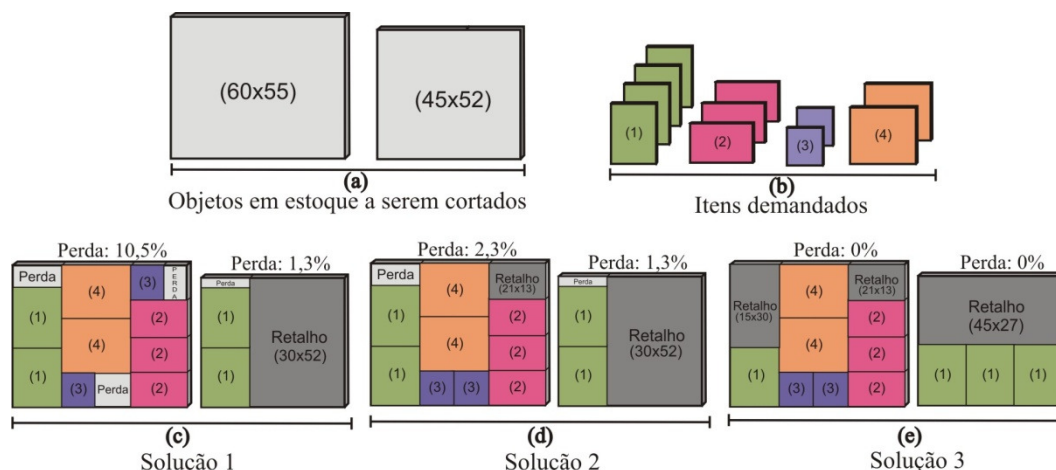 (60x55)
(45x52)
(1)
(2)
(3)
(4)
(a)
(b)
Objetos em estoque a serem cortados
Itens demandados
Perda: 10,5%
Perda: 1,3%
Perda: 2,3%
Perda: 1,3%
Perda: 0%
Perda: 0%
Perda
(4)
(3)
PERDA
(1)
(4)
(2)
(2)
(1)
(3)
Perda
(2)
Perda
(1)
(1)
Retalho
(30x52)
Perda
(4)
Retalho
(21x13)
(1)
(4)
(2)
(2)
(1)
(3)
(3)
(2)
Perda
(1)
(1)
Retalho
(30x52)
Retalho
(15x30)
(4)
Retalho
(21x13)
(4)
(2)
(2)
(1)
(3)
(3)
(2)
Retalho
(45x27)
(1)
(1)
(1)
(c)
(d)
(e)
Solução 1
Solução 2
Solução 3